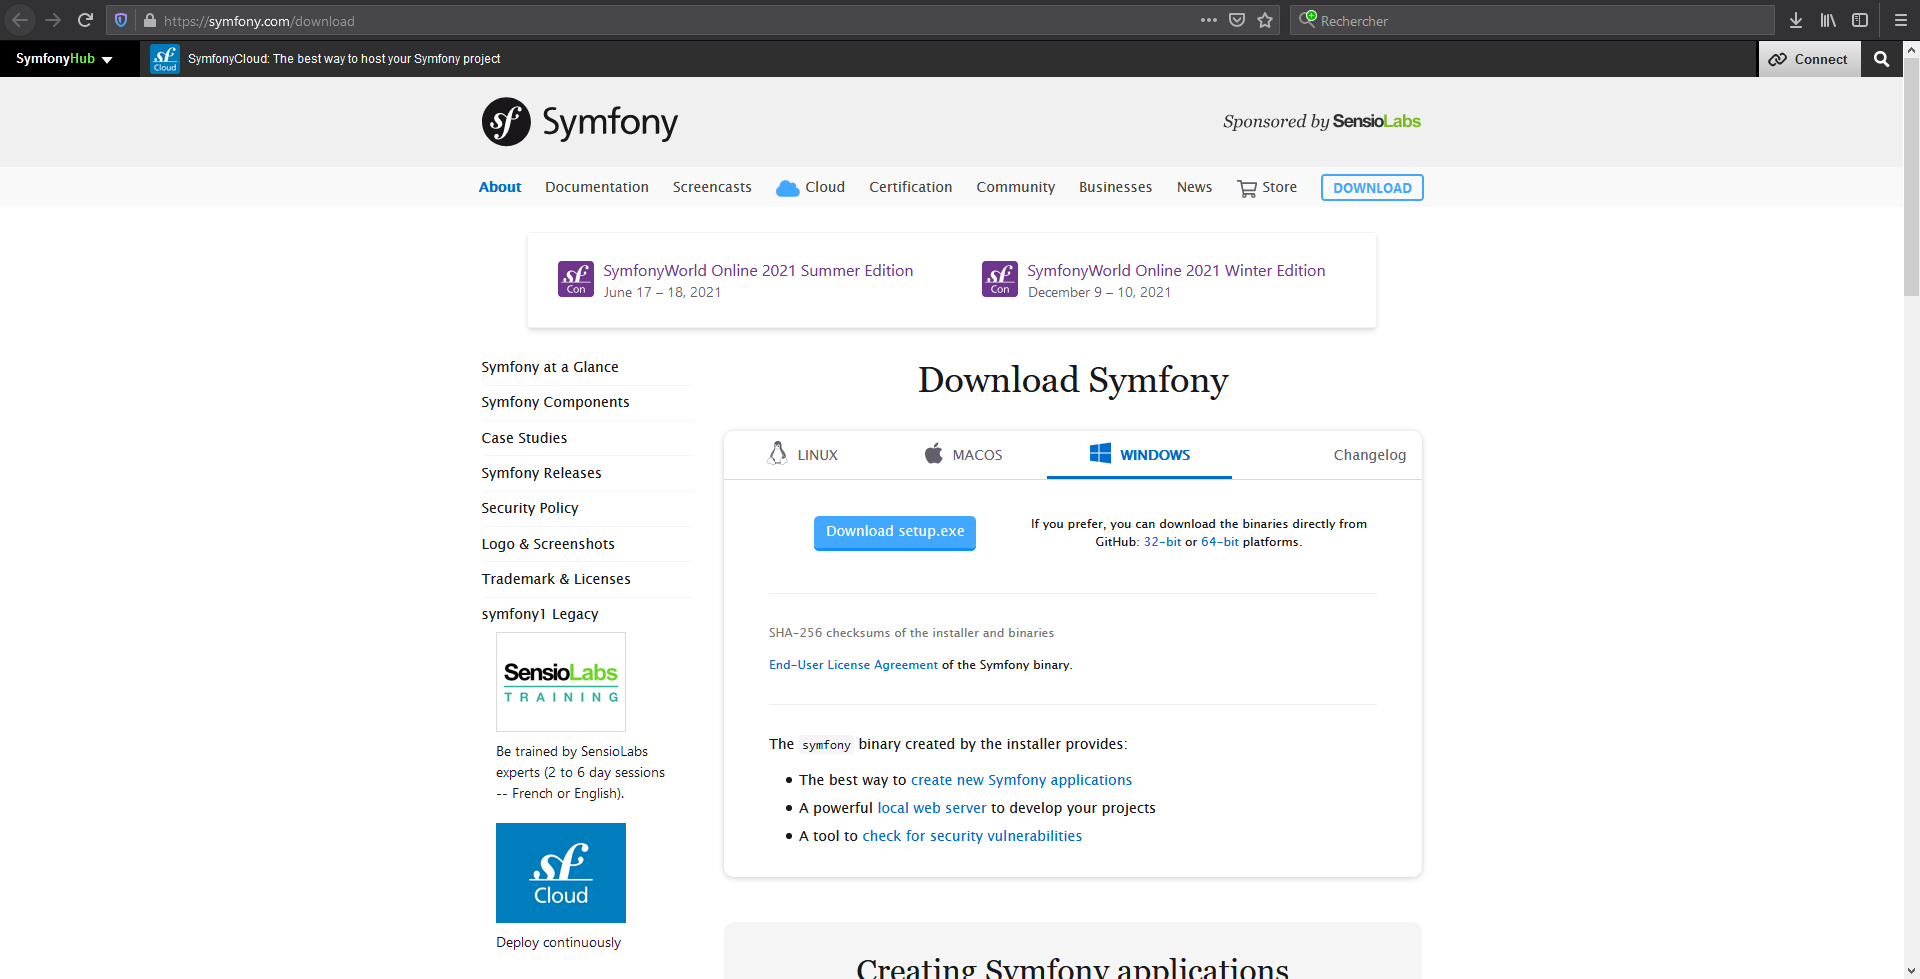 https://symfony.com/download
Rechercher
SymfonyHub
sf Cloud
SymfonyCloud: The best way to host your Symfony project
Connect
sf Symfony
Sponsored by SensioLabs
About Documentation Screencasts Cloud Certification Community Businesses News Store DOWNLOAD
sf Con
SymfonyWorld Online 2021 Summer Edition
June 17 – 18, 2021
sf Con
SymfonyWorld Online 2021 Winter Edition
December 9 – 10, 2021
Symfony at a Glance
Symfony Components
Case Studies
Symfony Releases
Security Policy
Logo & Screenshots
Trademark & Licenses
symfony1 Legacy
SensioLabs
TRAINING
Be trained by SensioLabs
experts (2 to 6 day sessions
-- French or English).
sf
Cloud
Deploy continuously
Download Symfony
LINUX MACOS WINDOWS Changelog
Download setup.exe
If you prefer, you can download the binaries directly from
GitHub: 32-bit or 64-bit platforms.
SHA-256 checksums of the installer and binaries
End-User License Agreement of the Symfony binary.
The symfony binary created by the installer provides:
• The best way to create new Symfony applications
• A powerful local web server to develop your projects
• A tool to check for security vulnerabilities
Creating Symfony applications